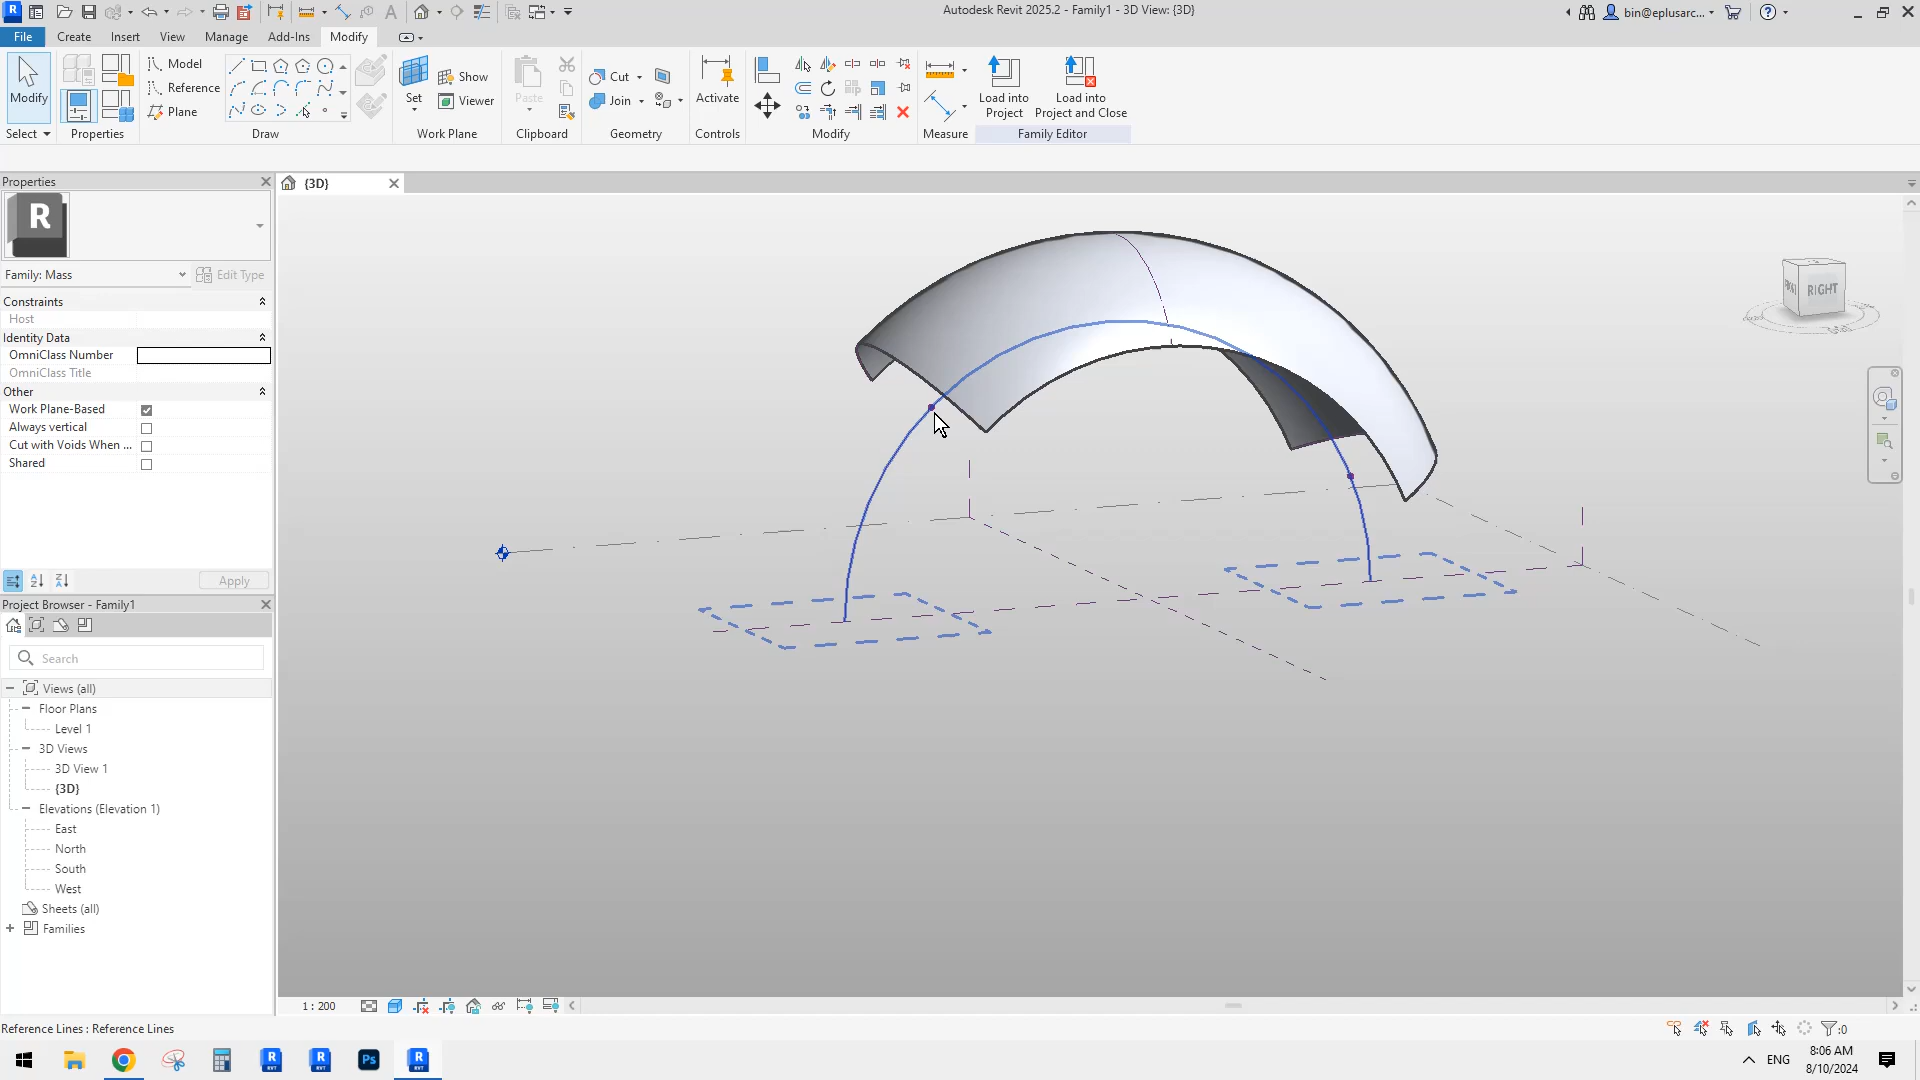 Autodesk Revit 2025.2 - Family1 - 3D View: {3D}
bin@eplusarc...
File
Create
Insert
View
Manage
Add-Ins
Modify
Modify
Model
Reference
Plane
Set
Show
Viewer
Paste
Cut
Join
Activate
Load into
Project
Load into
Project and Close
Select
Properties
Draw
Work Plane
Clipboard
Geometry
Controls
Modify
Measure
Family Editor
Properties
{3D}
R
Family: Mass
Edit Type
Constraints
Host
Identity Data
OmniClass Number
OmniClass Title
Other
Work Plane-Based
Always vertical
Cut with Voids When ...
Shared
Apply
RIGHT
Project Browser - Family1
Search
Views (all)
Floor Plans
Level 1
3D Views
3D View 1
{3D}
Elevations (Elevation 1)
East
North
South
West
Sheets (all)
Families
1 : 200
Reference Lines : Reference Lines
:0
ENG
8:06 AM
8/10/2024